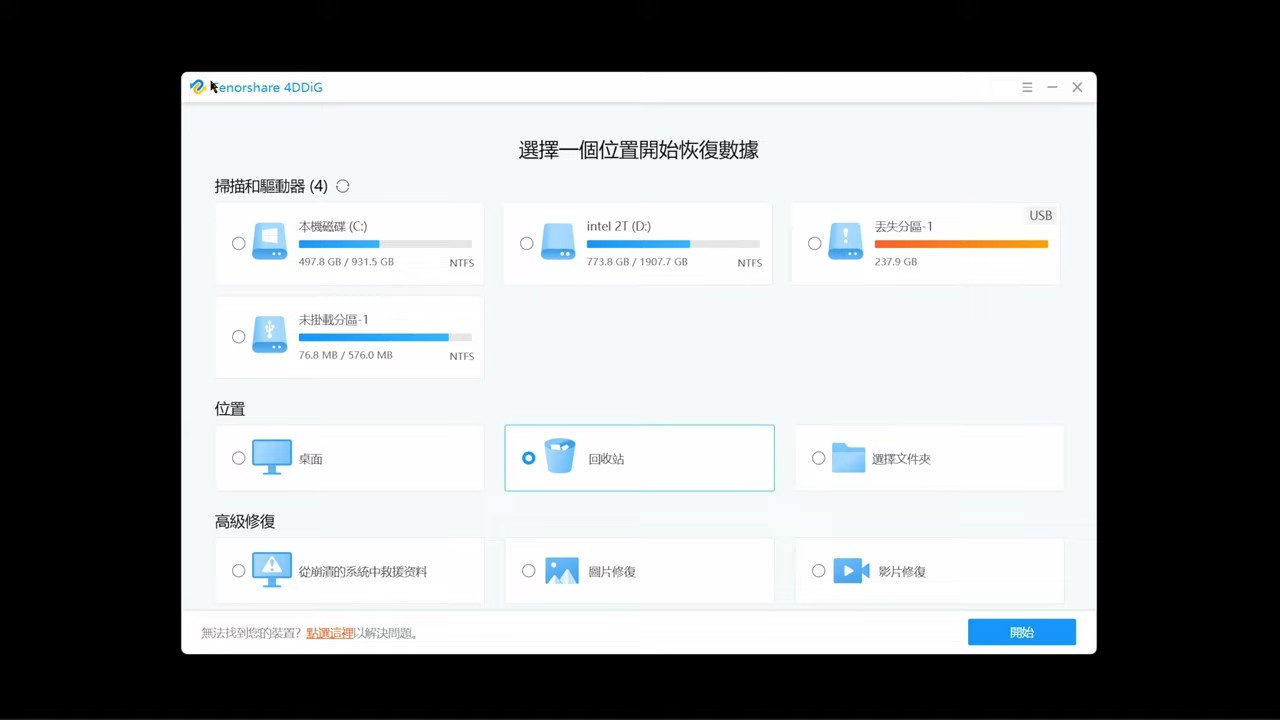 Tenorshare 4DDiG
選擇一個位置開始恢復數據
掃描和驅動器 (4)
本機磁碟 (C:)
497.8 GB / 931.5 GB
NTFS
intel 2T (D:)
773.8 GB / 1907.7 GB
NTFS
USB
丟失分區-1
237.9 GB
未掛載分區-1
76.8 MB / 576.0 MB
NTFS
位置
桌面
回收站
選擇文件夾
高級修復
從崩潰的系統中救援資料
圖片修復
影片修復
無法找到您的裝置? 點選這裡以解決問題。
開始